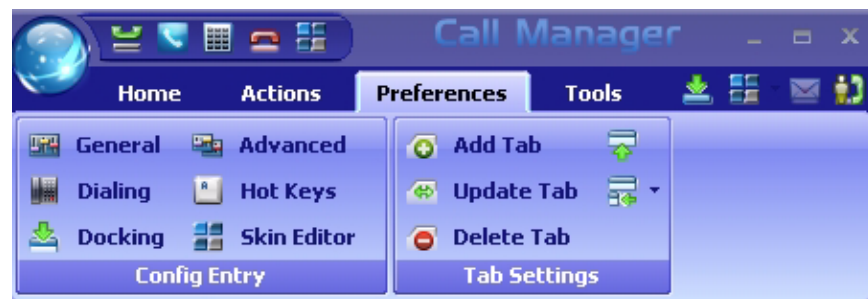 Call Manager
Home Actions Preferences Tools
General Advanced Add Tab
Dialing Hot Keys Update Tab
Docking Skin Editor Delete Tab
Config Entry Tab Settings